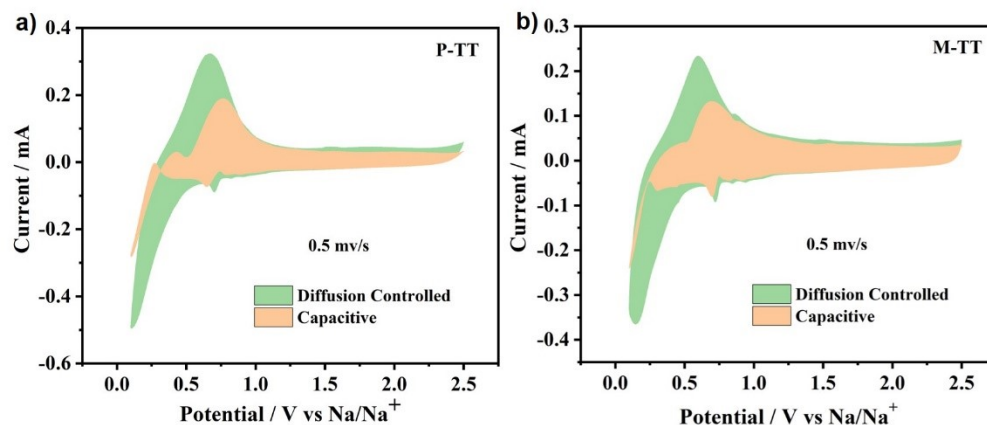 a)
P-TT
Current / mA
0.4
0.2
0.0
-0.2
-0.4
-0.6
0.5 mv/s
Diffusion Controlled
Capacitive
0.0 0.5 1.0 1.5 2.0 2.5
Potential / V vs Na/Na+
b)
M-TT
Current / mA
0.3
0.2
0.1
0.0
-0.1
-0.2
-0.3
-0.4
0.5 mv/s
Diffusion Controlled
Capacitive
0.0 0.5 1.0 1.5 2.0 2.5
Potential / V vs Na/Na+